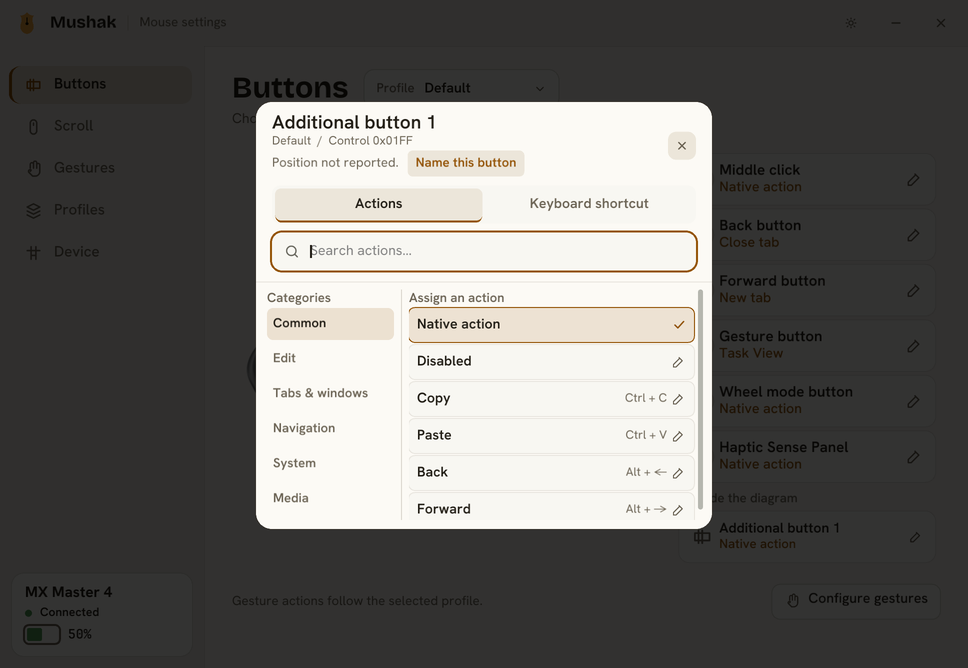 Mushak
Mouse settings
Buttons
Scroll
Gestures
Profiles
Device
MX Master 4
Connected
50%
Buttons
Profile Default
Additional button 1
Default / Control 0x01FF
Position not reported.
Name this button
Actions
Keyboard shortcut
Search actions...
Categories
Common
Edit
Tabs & windows
Navigation
System
Media
Assign an action
Native action
Disabled
Copy Ctrl + C
Paste Ctrl + V
Back Alt + ←
Forward Alt + →
Middle click
Native action
Back button
Close tab
Forward button
New tab
Gesture button
Task View
Wheel mode button
Native action
Haptic Sense Panel
Native action
the diagram
Additional button 1
Native action
Gesture actions follow the selected profile.
Configure gestures